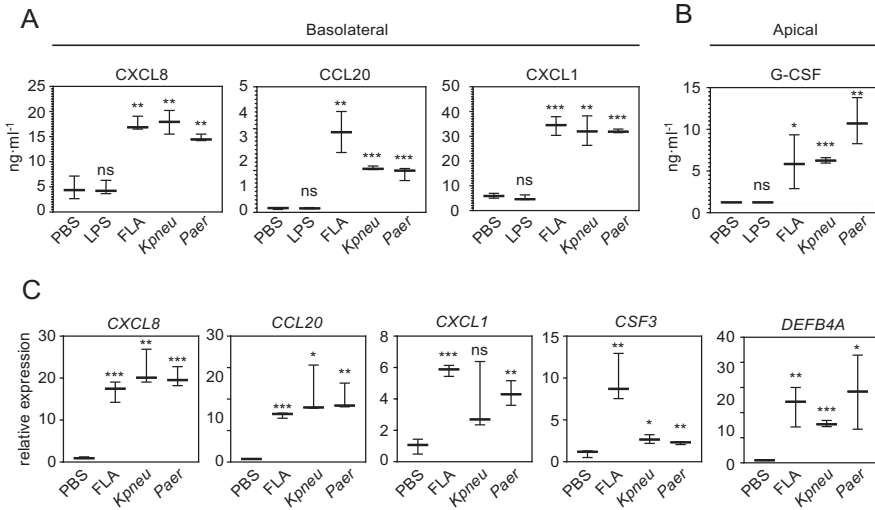 A
B
Basolateral
Apical
CXCL8
CCL20
CXCL1
G-CSF
ng·ml-1
25
20
15
10
5
0
** ** **
ns
PBS LPS FLA Kpneu Paer
5
4
3
2
1
0
** *** ***
ns
PBS LPS FLA Kpneu Paer
50
40
30
20
10
0
*** ** ***
ns
PBS LPS FLA Kpneu Paer
ng·ml-1
15
10
5
0
ns * *** **
PBS LPS FLA Kpneu Paer
C
CXCL8
CCL20
CXCL1
CSF3
DEFB4A
relative expression
30
20
10
0
*** ** ***
PBS FLA Kpneu Paer
30
20
10
0
*** * **
PBS FLA Kpneu Paer
8
6
4
2
0
*** ns **
PBS FLA Kpneu Paer
15
10
5
0
** * **
PBS FLA Kpneu Paer
40
30
20
10
0
** *** *
PBS FLA Kpneu Paer